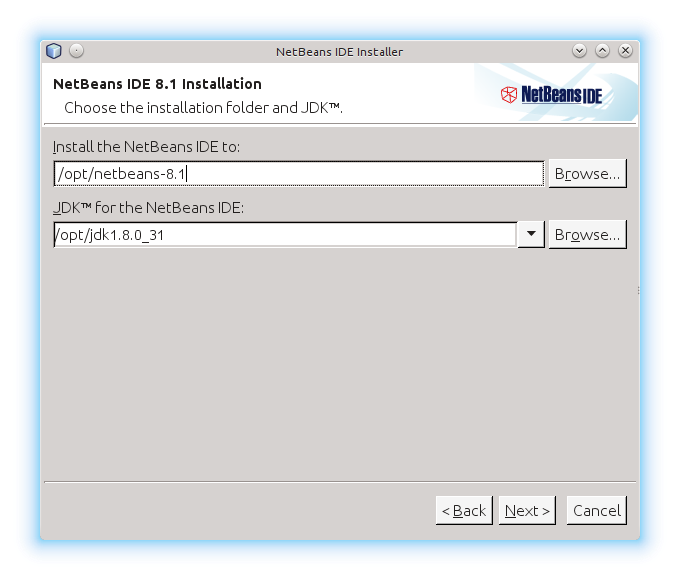 NetBeans IDE Installer
NetBeans IDE 8.1 Installation
Choose the installation folder and JDK™.
NetBeans IDE
Install the NetBeans IDE to:
/opt/netbeans-8.1
Browse...
JDK™ for the NetBeans IDE:
/opt/jdk1.8.0_31
Browse...
< Back
Next >
Cancel